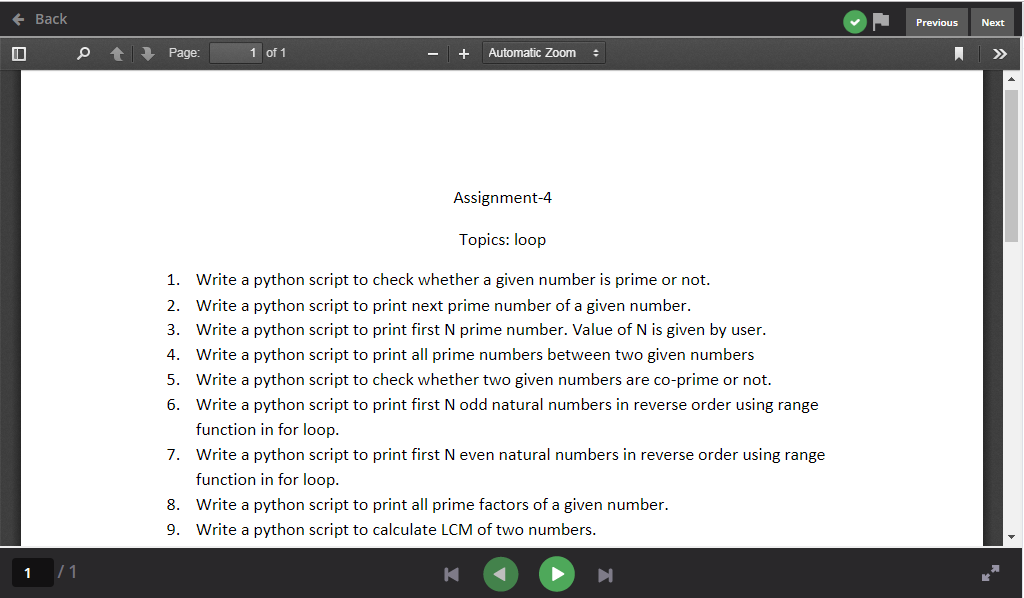 Back
Previous
Next
Page: 1 of 1
Automatic Zoom
Assignment-4
Topics: loop
1. Write a python script to check whether a given number is prime or not.
2. Write a python script to print next prime number of a given number.
3. Write a python script to print first N prime number. Value of N is given by user.
4. Write a python script to print all prime numbers between two given numbers
5. Write a python script to check whether two given numbers are co-prime or not.
6. Write a python script to print first N odd natural numbers in reverse order using range
function in for loop.
7. Write a python script to print first N even natural numbers in reverse order using range
function in for loop.
8. Write a python script to print all prime factors of a given number.
9. Write a python script to calculate LCM of two numbers.
1 / 1